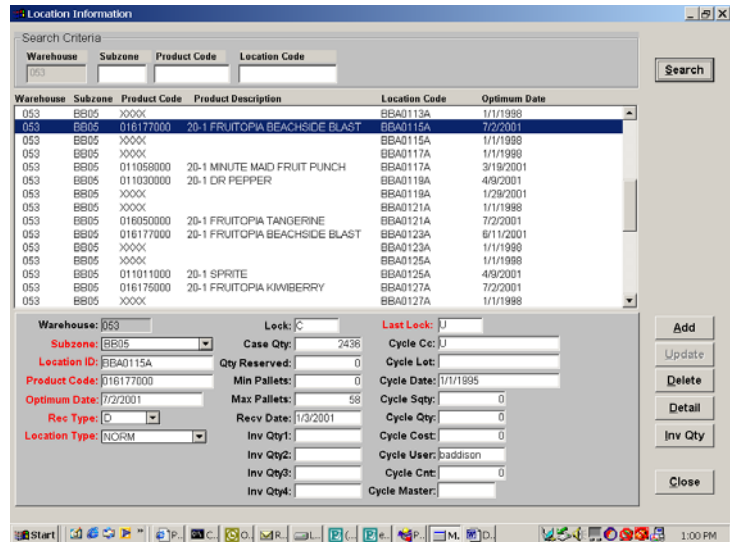 Location Information
Search Criteria
Warehouse Subzone Product Code Location Code
053
Search
Warehouse Subzone Product Code Product Description Location Code Optimum Date
053 BB05 XXXX BBA0113A 1/1/1998
053 BB05 016177000 20-1 FRUITOPIA BEACHSIDE BLAST BBA0115A 7/2/2001
053 BB05 XXXX BBA0115A 1/1/1998
053 BB05 XXXX BBA0117A 1/1/1998
053 BB05 011058000 20-1 MINUTE MAID FRUIT PUNCH BBA0117A 3/19/2001
053 BB05 011030000 20-1 DR PEPPER BBA0119A 4/9/2001
053 BB05 XXXX BBA0119A 1/29/2001
053 BB05 XXXX BBA0121A 1/1/1998
053 BB05 016050000 20-1 FRUITOPIA TANGERINE BBA0121A 7/2/2001
053 BB05 016177000 20-1 FRUITOPIA BEACHSIDE BLAST BBA0123A 6/11/2001
053 BB05 XXXX BBA0123A 1/1/1998
053 BB05 XXXX BBA0125A 1/1/1998
053 BB05 011011000 20-1 SPRITE BBA0125A 4/9/2001
053 BB05 016175000 20-1 FRUITOPIA KIWIBERRY BBA0127A 7/2/2001
053 BB05 XXXX BBA0127A 1/1/1998
Warehouse: 053 Lock: C Last Lock: U
Add
Subzone: BB05 Case Qty: 2436 Cycle Cc: U
Update
Location ID: BBA0115A Qty Reserved: 0 Cycle Lot:
Product Code: 016177000 Min Pallets: 0 Cycle Date: 1/1/1995
Delete
Optimum Date: 7/2/2001 Max Pallets: 58 Cycle Sqty: 0
Detail
Rec Type: D Recv Date: 1/3/2001 Cycle Qty: 0
Location Type: NORM Inv Qty1: Cycle Cost: 0
Inv Qty
Inv Qty2: Cycle User: baddison
Inv Qty3: Cycle Cnt: 0
Inv Qty4: Cycle Master:
Close
Start P... C... O... R... L... (... e... P... M... D... 1:00 PM